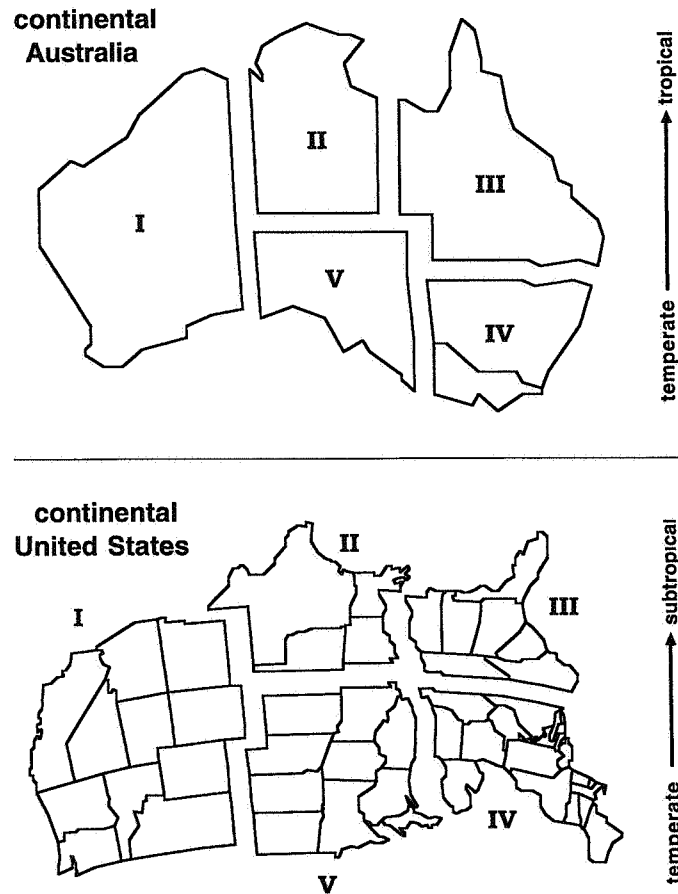 continental
Australia
I
II
III
IV
V
temperate
tropical
continental
United States
I
II
III
IV
V
temperate
subtropical